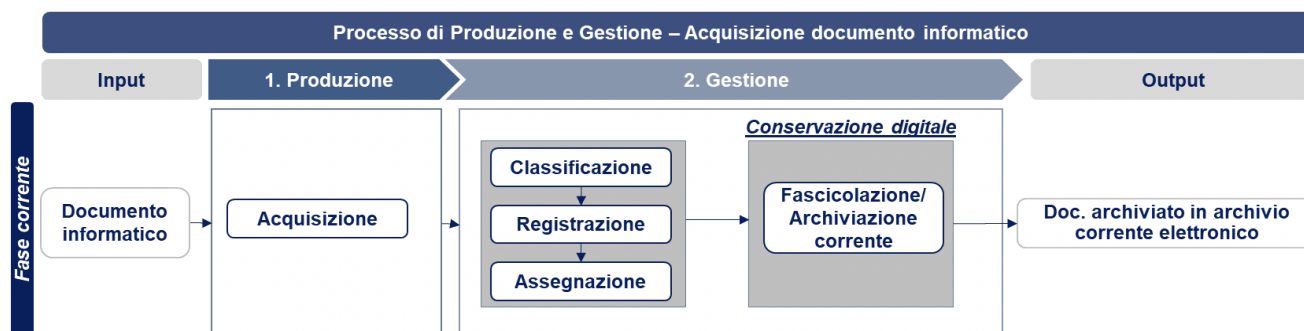 Processo di Produzione e Gestione – Acquisizione documento informatico
Input
1. Produzione
2. Gestione
Output
Fase corrente
Documento
informatico
Acquisizione
Classificazione
Registrazione
Assegnazione
Conservazione digitale
Fascicolazione/
Archiviazione
corrente
Doc. archiviato in archivio
corrente elettronico